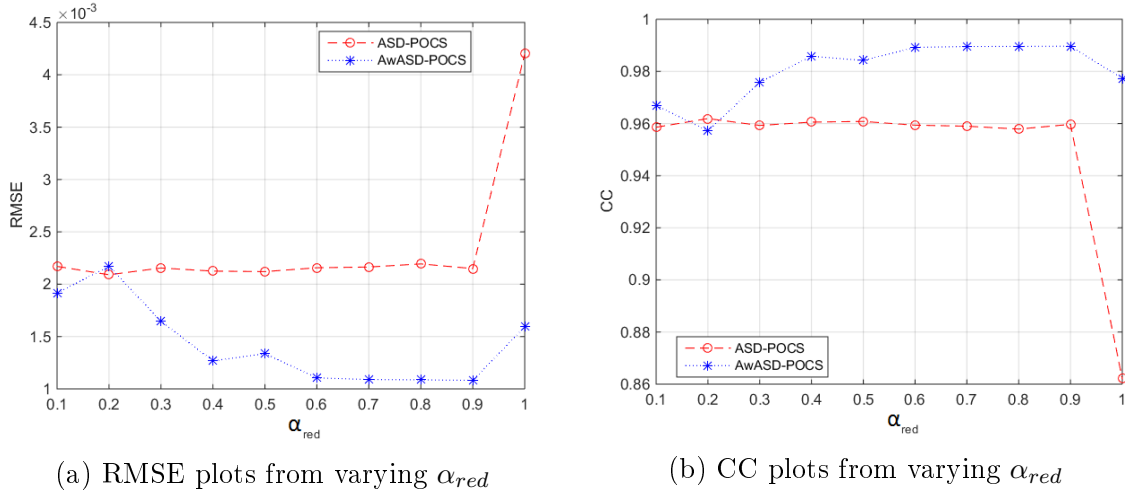 ×10⁻³
4.5
4
3.5
3
2.5
2
1.5
1
RMSE
ASD-POCS
AwASD-POCS
0.1 0.2 0.3 0.4 0.5 0.6 0.7 0.8 0.9 1
α_red
(a) RMSE plots from varying α_red
1
0.98
0.96
0.94
0.92
0.9
0.88
0.86
CC
ASD-POCS
AwASD-POCS
0.1 0.2 0.3 0.4 0.5 0.6 0.7 0.8 0.9 1
α_red
(b) CC plots from varying α_red